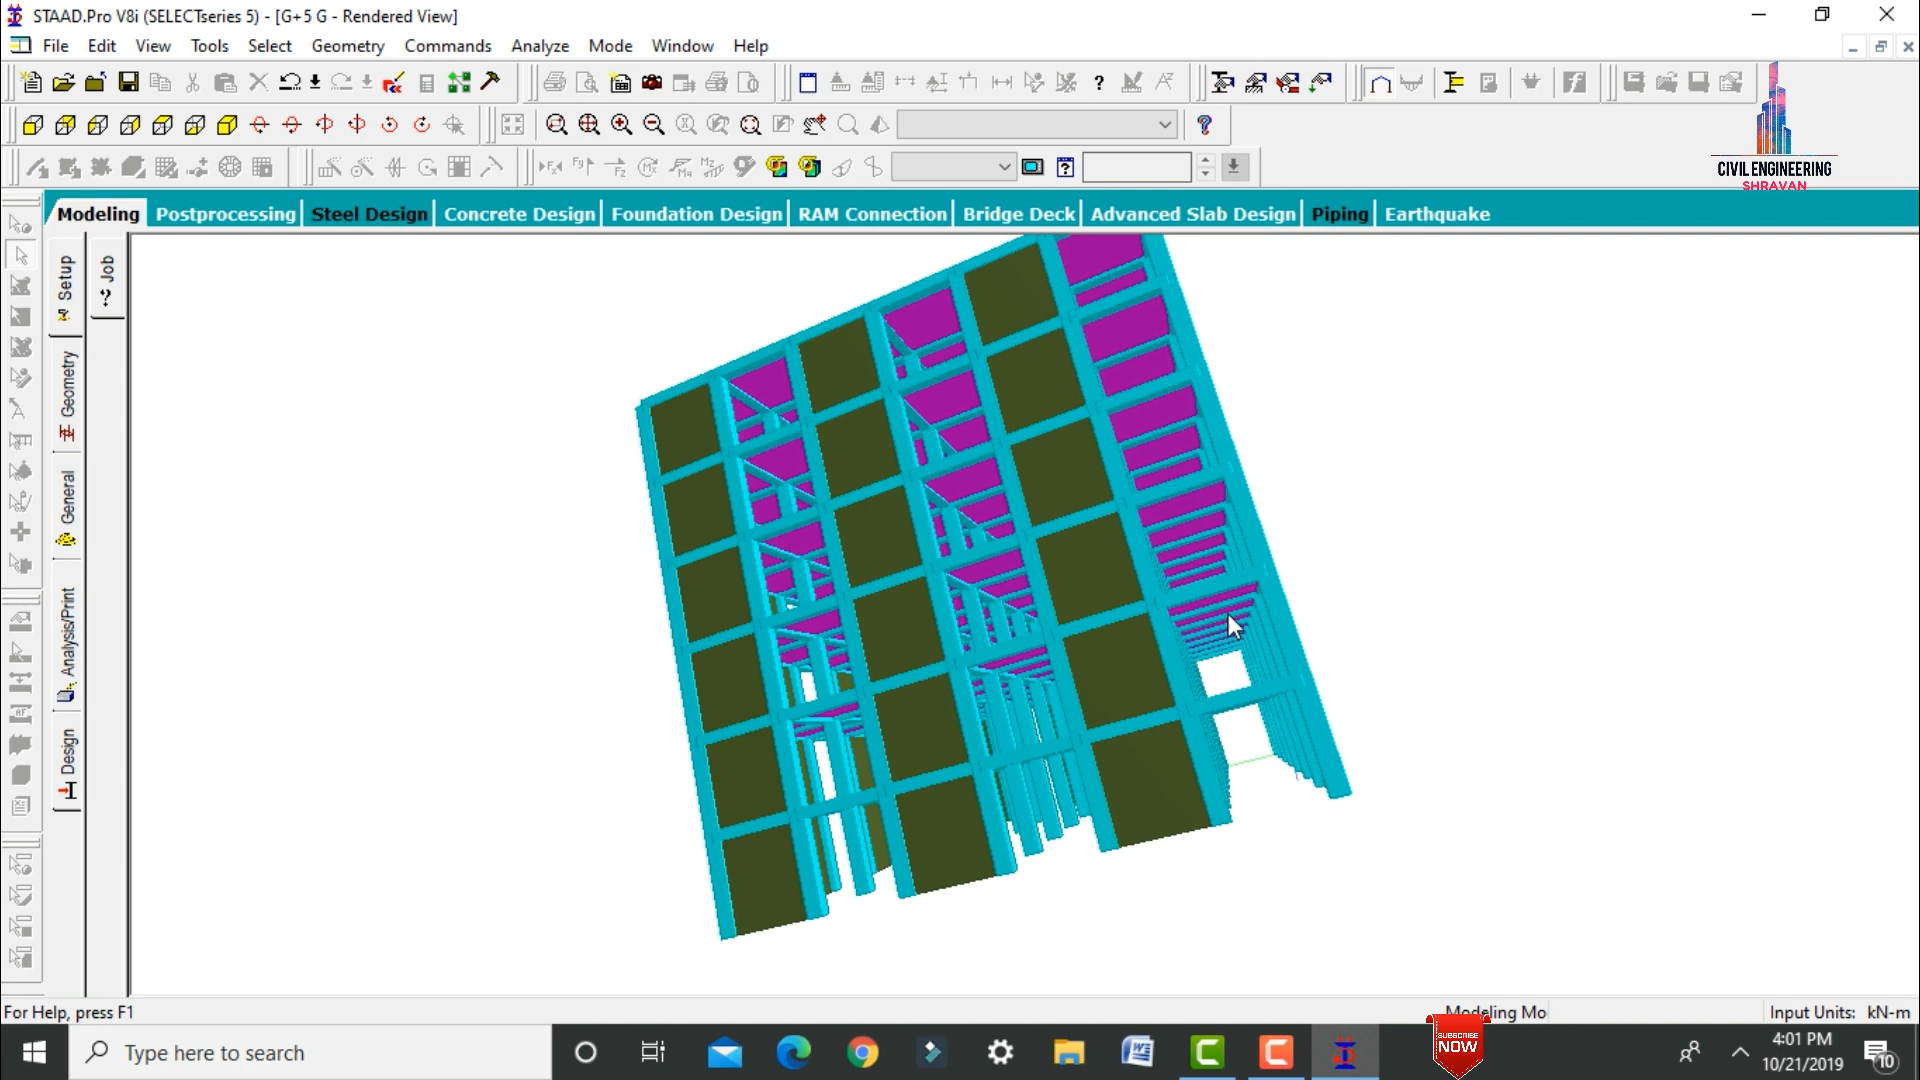 STAAD.Pro V8i (SELECTseries 5) - [G+5 G - Rendered View]
File Edit View Tools Select Geometry Commands Analyze Mode Window Help
CIVIL ENGINEERING
SHRAVAN
Modeling Postprocessing Steel Design Concrete Design Foundation Design RAM Connection Bridge Deck Advanced Slab Design Piping Earthquake
Setup
Job
Geometry
General
Analysis/Print
Design
For Help, press F1
Modeling Mo
Input Units: kN-m
SUBSCRIBE
NOW
Type here to search
4:01 PM
10/21/2019
10